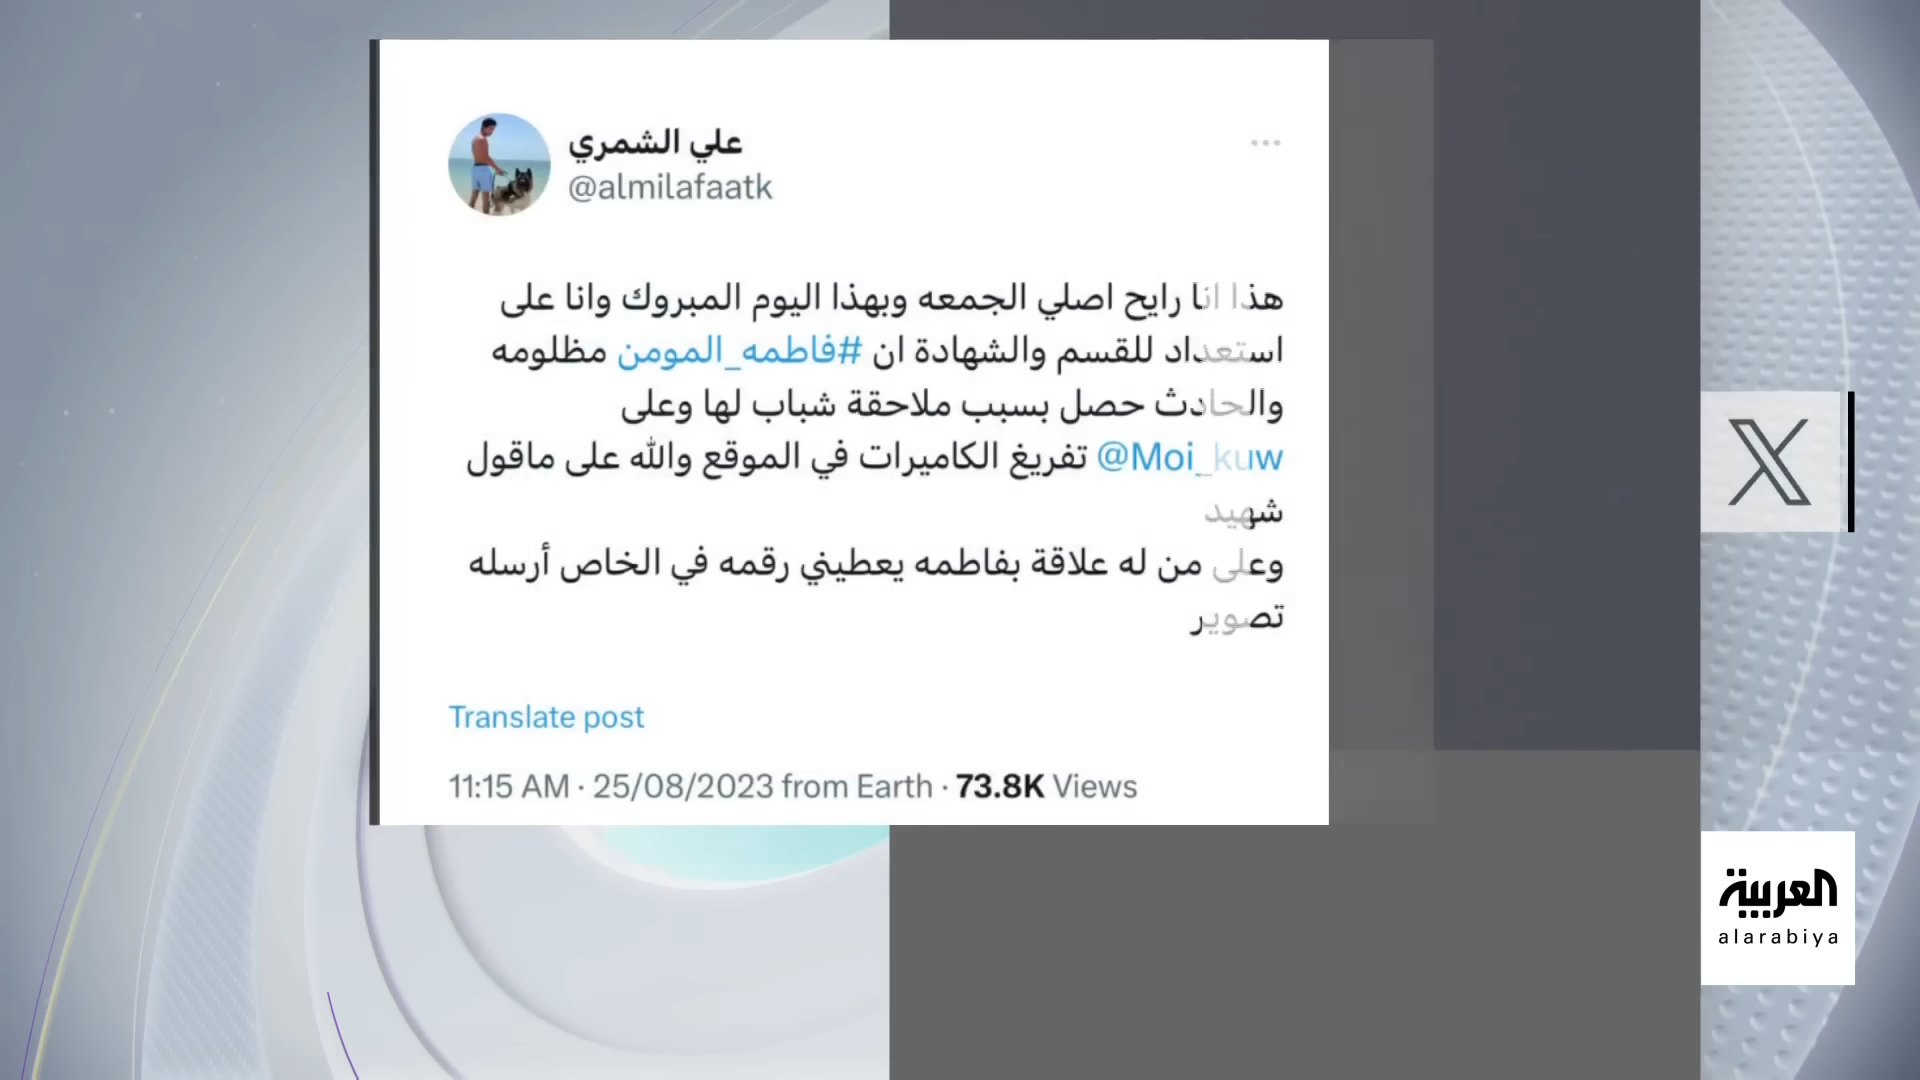 علي الشمري
@almilafaatk
هذا انا رايح اصلي الجمعه وبهذا اليوم المبروك وانا على
استعداد للقسم والشهادة ان #فاطمه_المومن مظلومه
والحادث حصل بسبب ملاحقة شباب لها وعلى
@Moi_kuw تفريغ الكاميرات في الموقع والله على ماقول
شهيد
وعلى من له علاقة بفاطمه يعطيني رقمه في الخاص أرسله
تصوير
Translate post
11:15 AM · 25/08/2023 from Earth · 73.8K Views
X
العربية
alarabiya